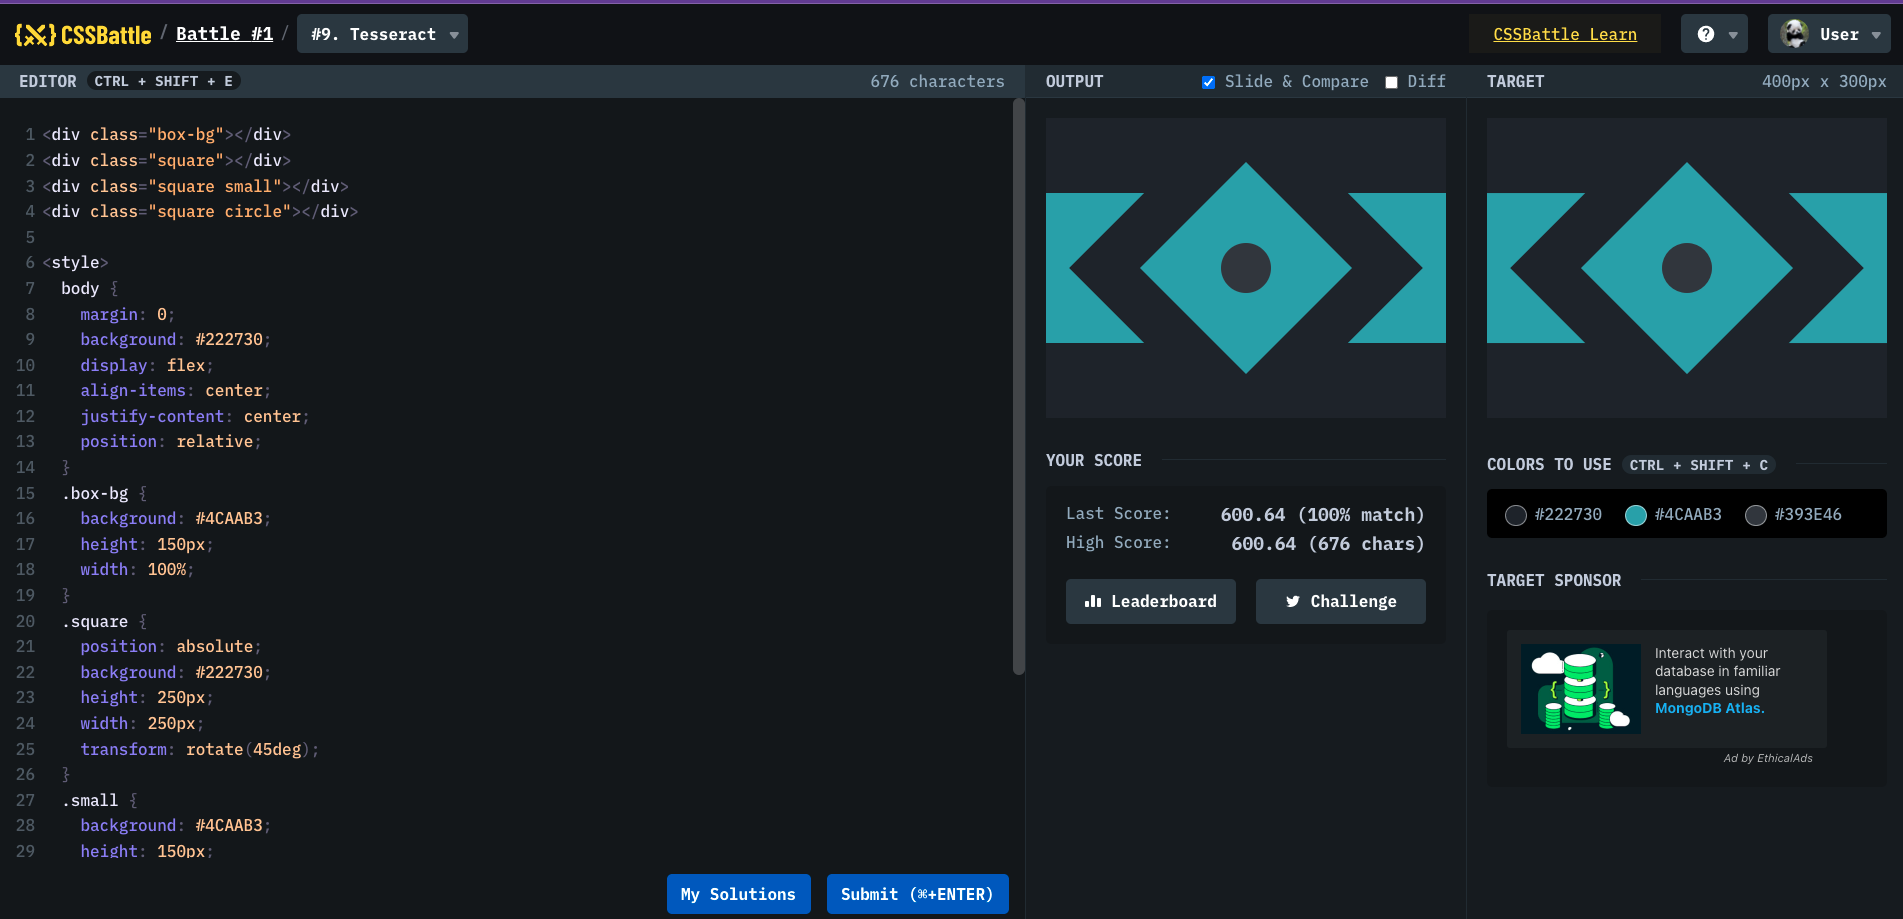 {X} CSSBattle / Battle #1 / #9. Tesseract
CSSBattle Learn
? User
EDITOR CTRL + SHIFT + E 676 characters
1 <div class="box-bg"></div>
2 <div class="square"></div>
3 <div class="square small"></div>
4 <div class="square circle"></div>
5
6 <style>
7 body {
8 margin: 0;
9 background: #222730;
10 display: flex;
11 align-items: center;
12 justify-content: center;
13 position: relative;
14 }
15 .box-bg {
16 background: #4CAAB3;
17 height: 150px;
18 width: 100%;
19 }
20 .square {
21 position: absolute;
22 background: #222730;
23 height: 250px;
24 width: 250px;
25 transform: rotate(45deg);
26 }
27 .small {
28 background: #4CAAB3;
29 height: 150px;
My Solutions
Submit (⌘+ENTER)
OUTPUT Slide & Compare Diff
YOUR SCORE
Last Score: 600.64 (100% match)
High Score: 600.64 (676 chars)
Leaderboard
Challenge
TARGET 400px x 300px
COLORS TO USE CTRL + SHIFT + C
#222730 #4CAAB3 #393E46
TARGET SPONSOR
Interact with your
database in familiar
languages using
MongoDB Atlas.
Ad by EthicalAds